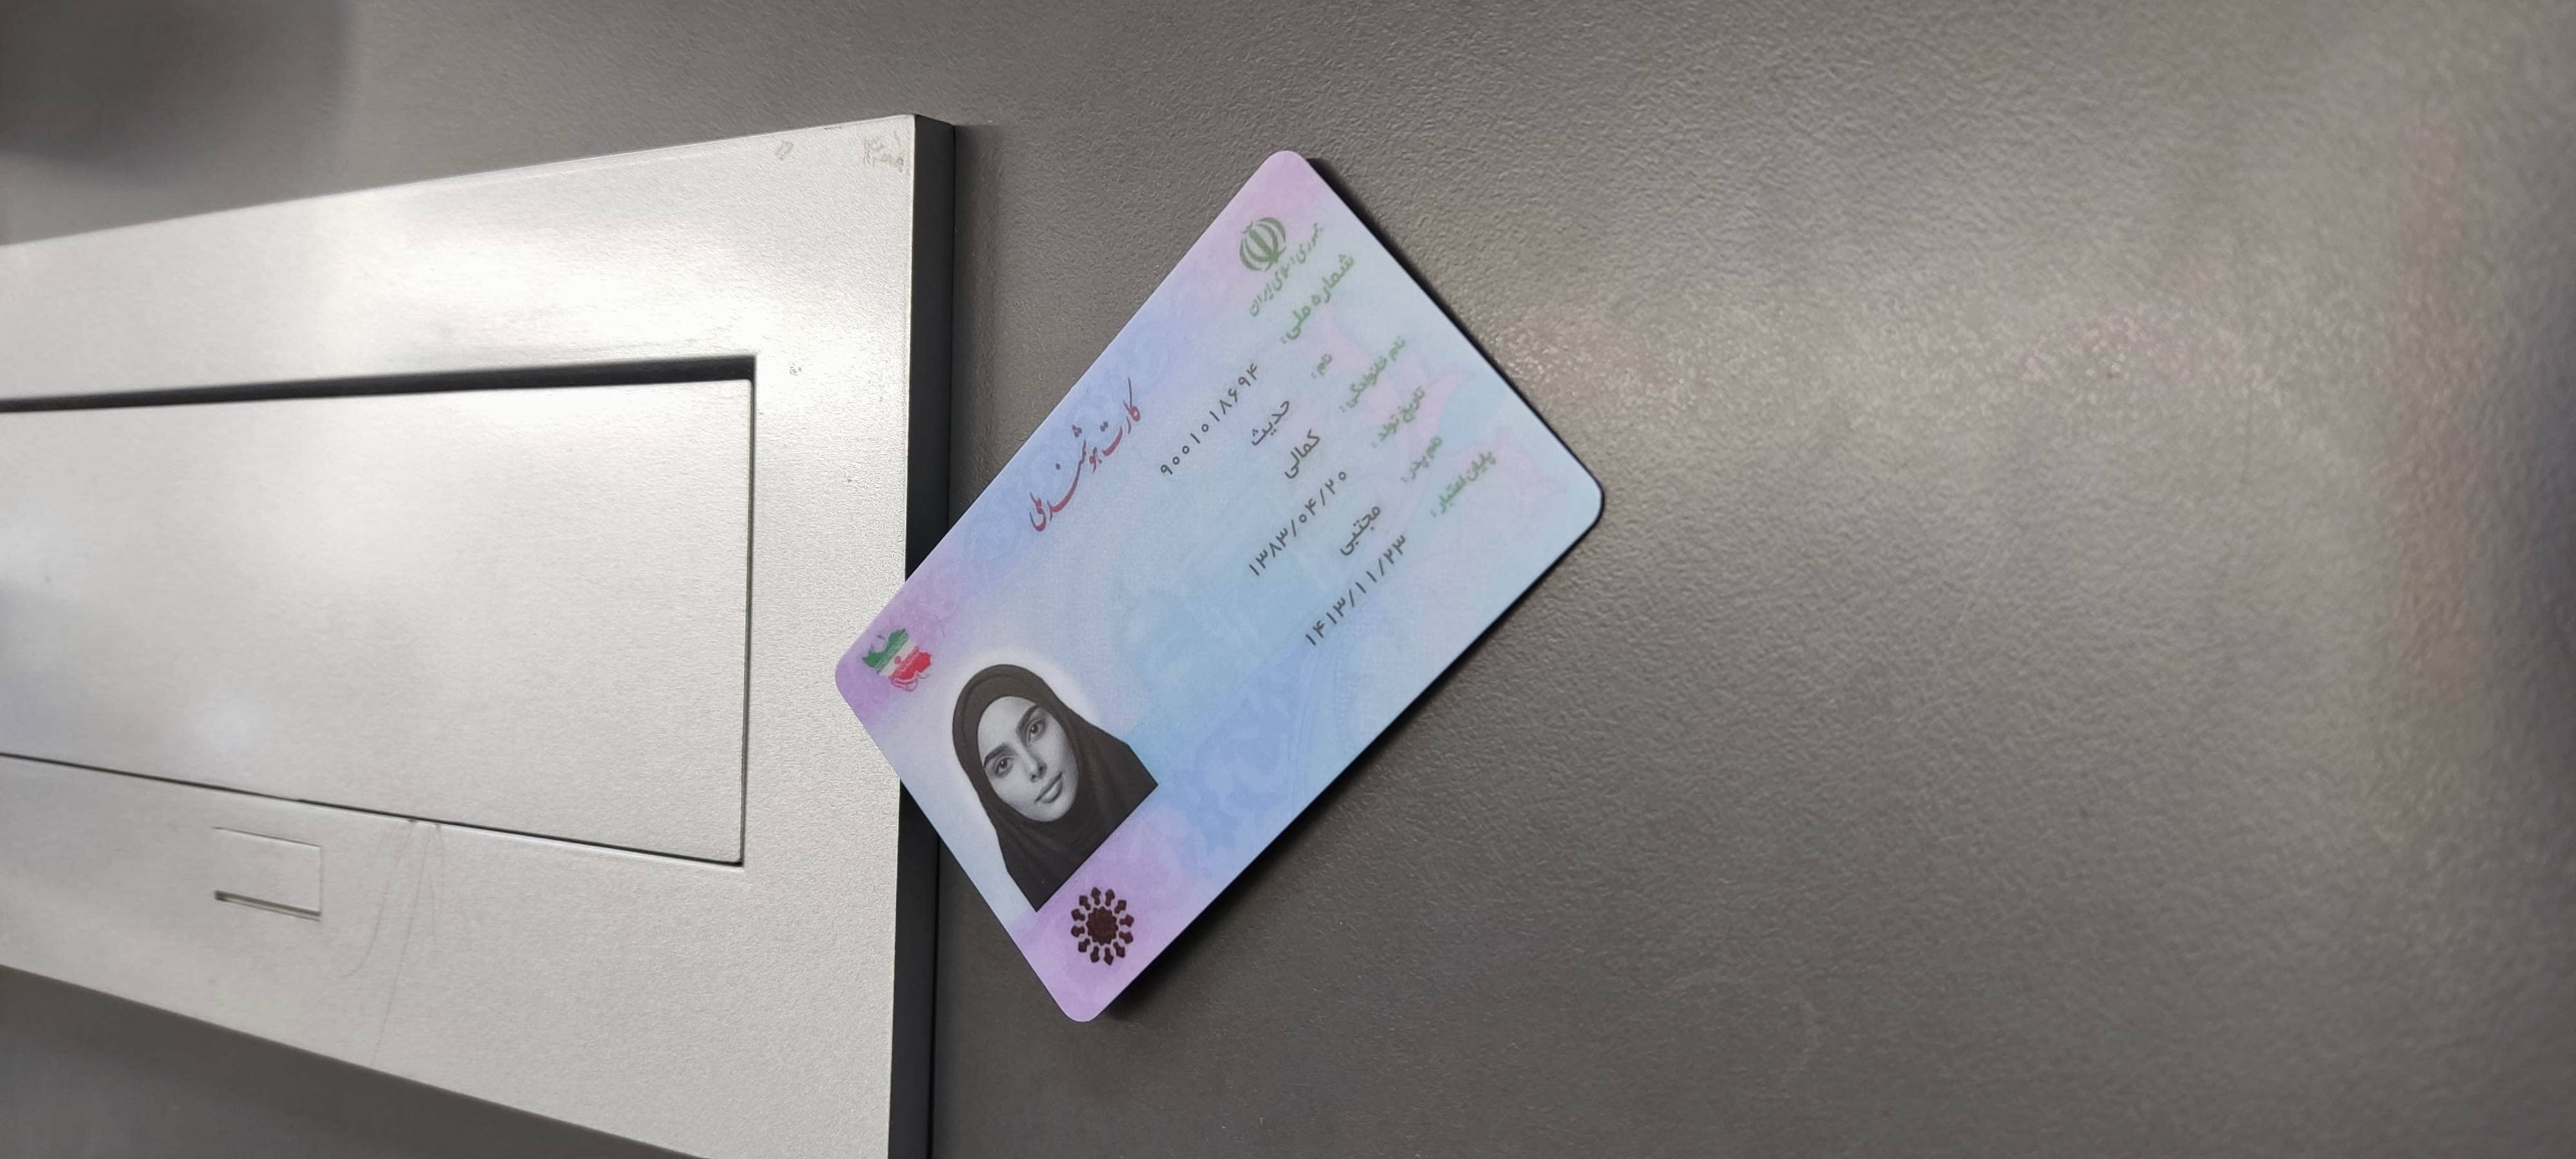 جمهوری اسلامی ایران
کارت هوشمند ملی
شماره ملی: ۹۰۰۱۰۱۸۶۹۴
نام: حدیث
نام خانوادگی: کمالی
تاریخ تولد: ۱۳۸۳/۰۴/۲۰
نام پدر: مجتبی
پایان اعتبار: ۱۴۱۳/۱۱/۲۳